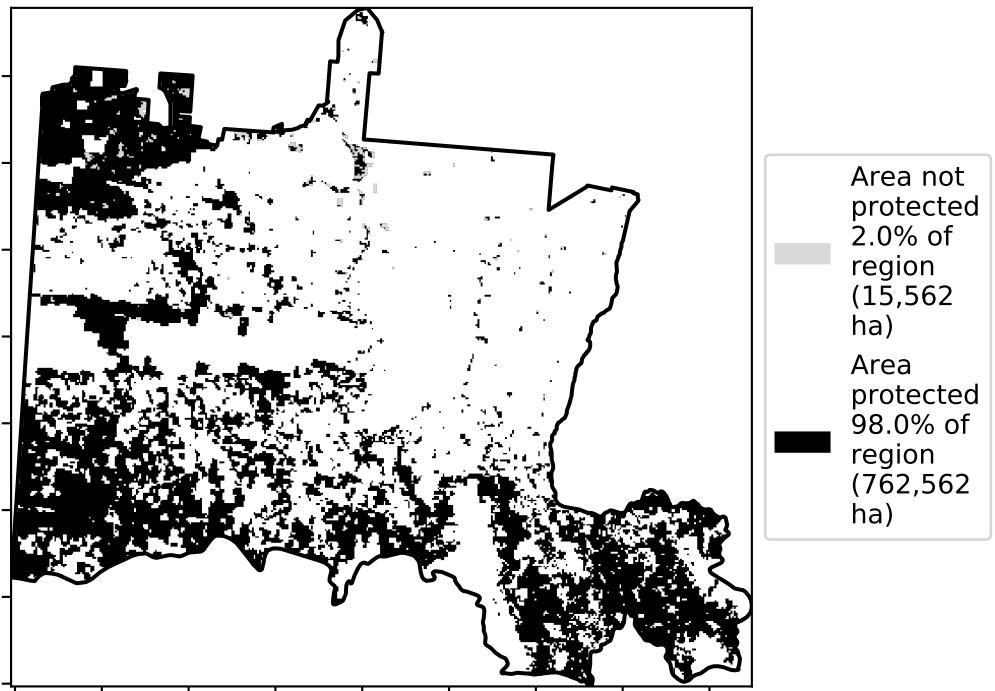 Area not
protected
2.0% of
region
(15,562
ha)
Area
protected
98.0% of
region
(762,562
ha)